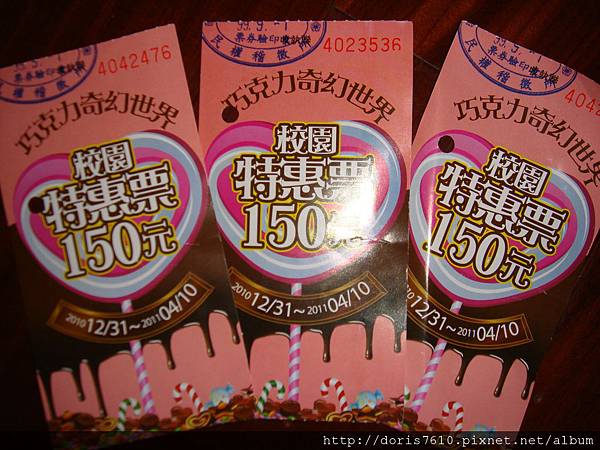 4042476
巧克力奇幻世界
校園
特惠票
150元
2010 12/31~2011 04/10
4023536
巧克力奇幻世界
校園
特惠票
150元
2010 12/31~2011 04/10
巧克力奇幻世界
校園
特惠票
150元
12/31~2011 04/10
http://doris7610.pixnet.net/album